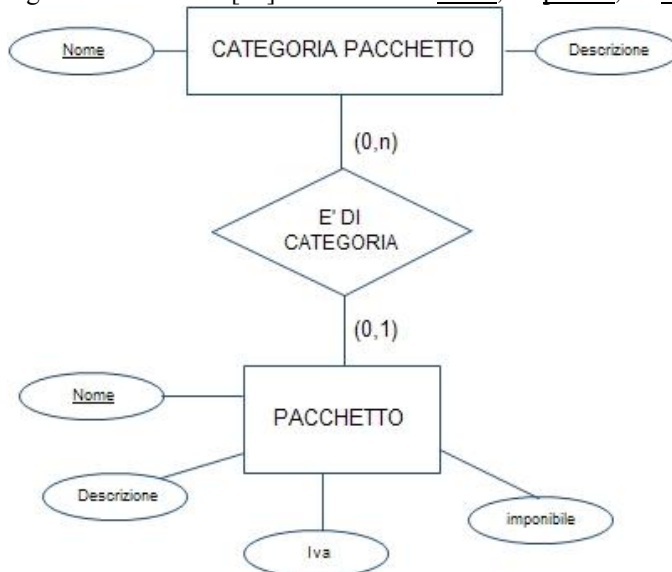 Nome
CATEGORIA PACCHETTO
Descrizione
(0,n)
E' DI
CATEGORIA
(0,1)
Nome
PACCHETTO
Descrizione
imponibile
Iva